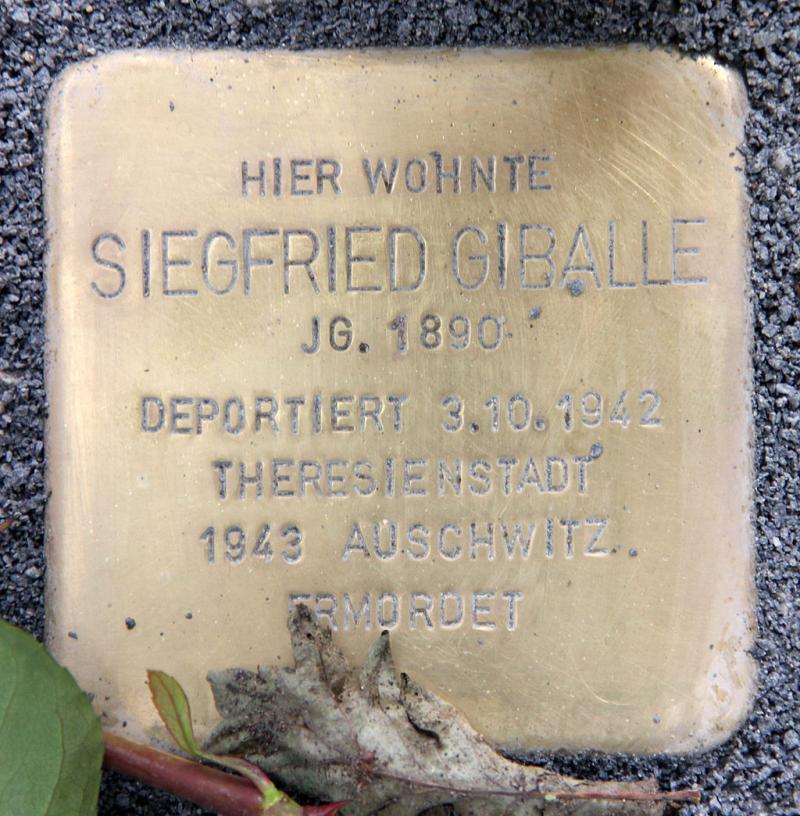 HIER WOHNTE
SIEGFRIED GIBALLE
JG. 1890
DEPORTIERT 3.10.1942
THERESIENSTADT
1943 AUSCHWITZ
ERMORDET